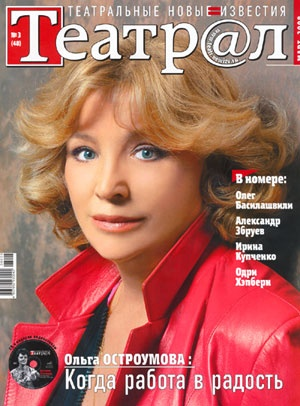 ТЕАТРАЛЬНЫЕ НОВЫЕ ИЗВЕСТИЯ
Театр@л
№ 3
(48)
В номере:
Олег
Басилашвили
Александр
Збруев
Ирина
Купченко
Одри
Хэпберн
Театрал
Ольга ОСТРОУМОВА:
Когда работа в радость